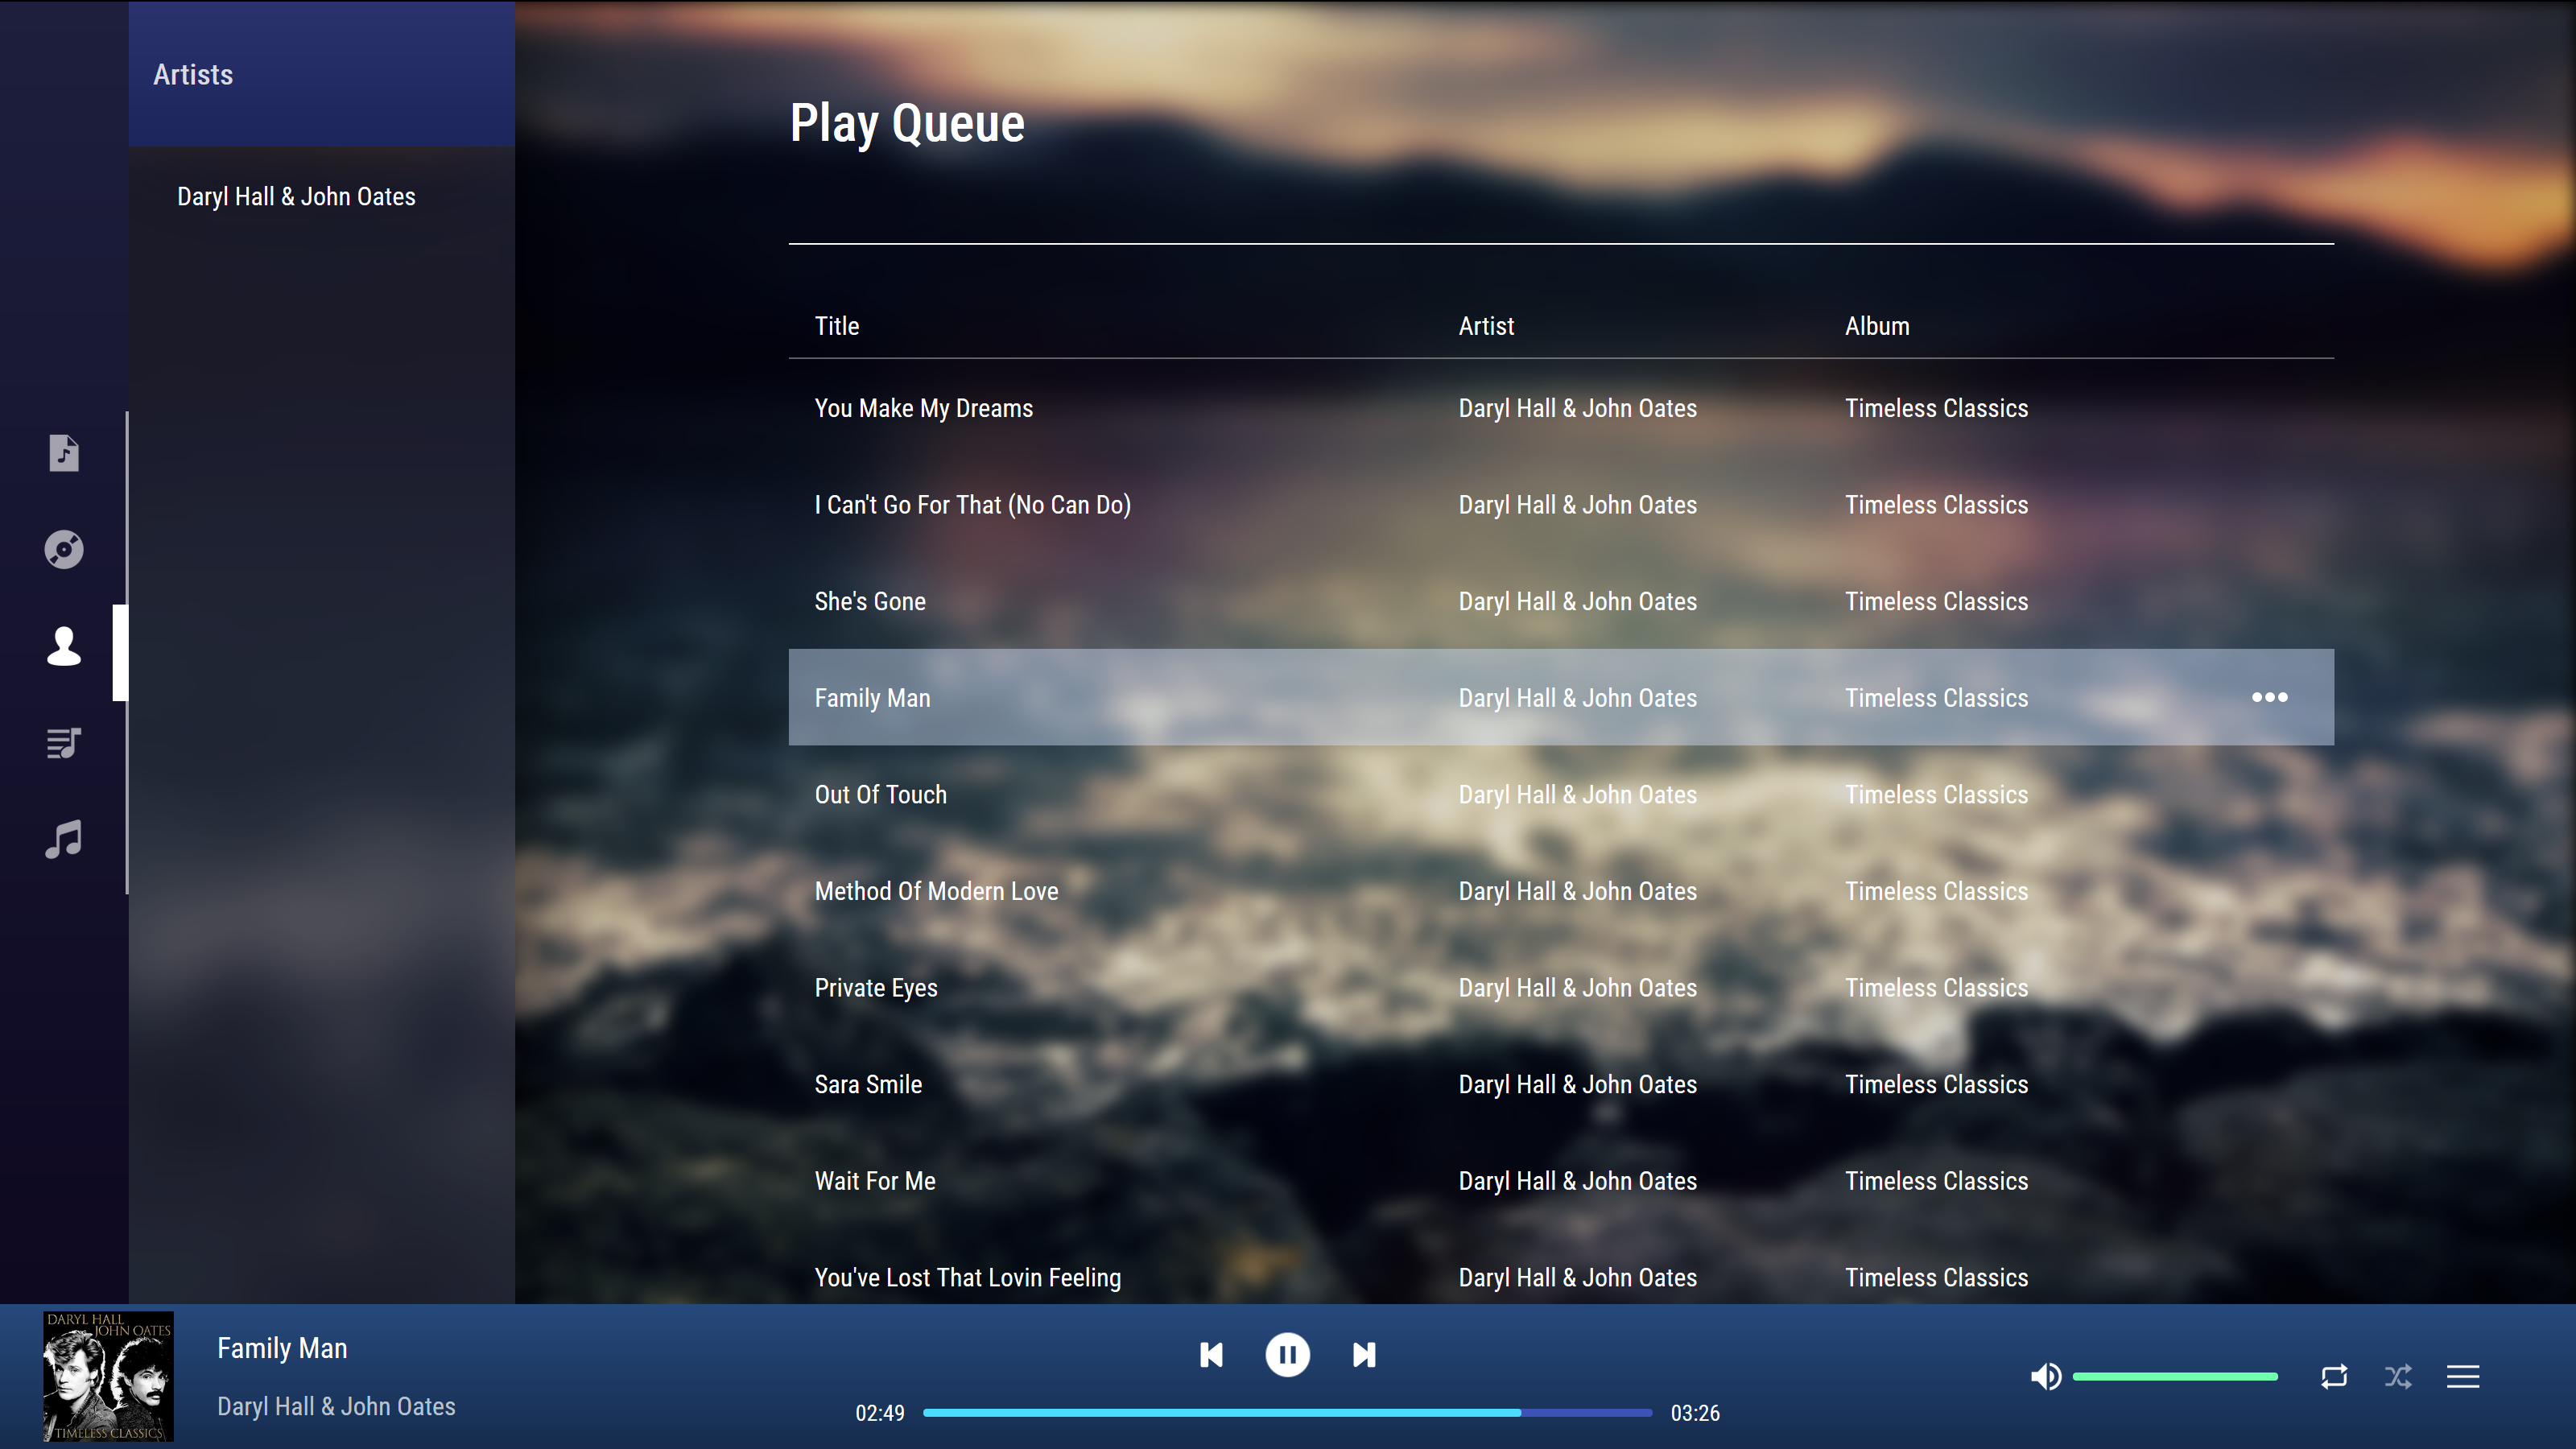 Artists
Daryl Hall & John Oates
Play Queue
Title Artist Album
You Make My Dreams Daryl Hall & John Oates Timeless Classics
I Can't Go For That (No Can Do) Daryl Hall & John Oates Timeless Classics
She's Gone Daryl Hall & John Oates Timeless Classics
Family Man Daryl Hall & John Oates Timeless Classics
Out Of Touch Daryl Hall & John Oates Timeless Classics
Method Of Modern Love Daryl Hall & John Oates Timeless Classics
Private Eyes Daryl Hall & John Oates Timeless Classics
Sara Smile Daryl Hall & John Oates Timeless Classics
Wait For Me Daryl Hall & John Oates Timeless Classics
You've Lost That Lovin Feeling Daryl Hall & John Oates Timeless Classics
DARYL HALL
JOHN OATES
TIMELESS CLASSICS
Family Man
Daryl Hall & John Oates
02:49 03:26